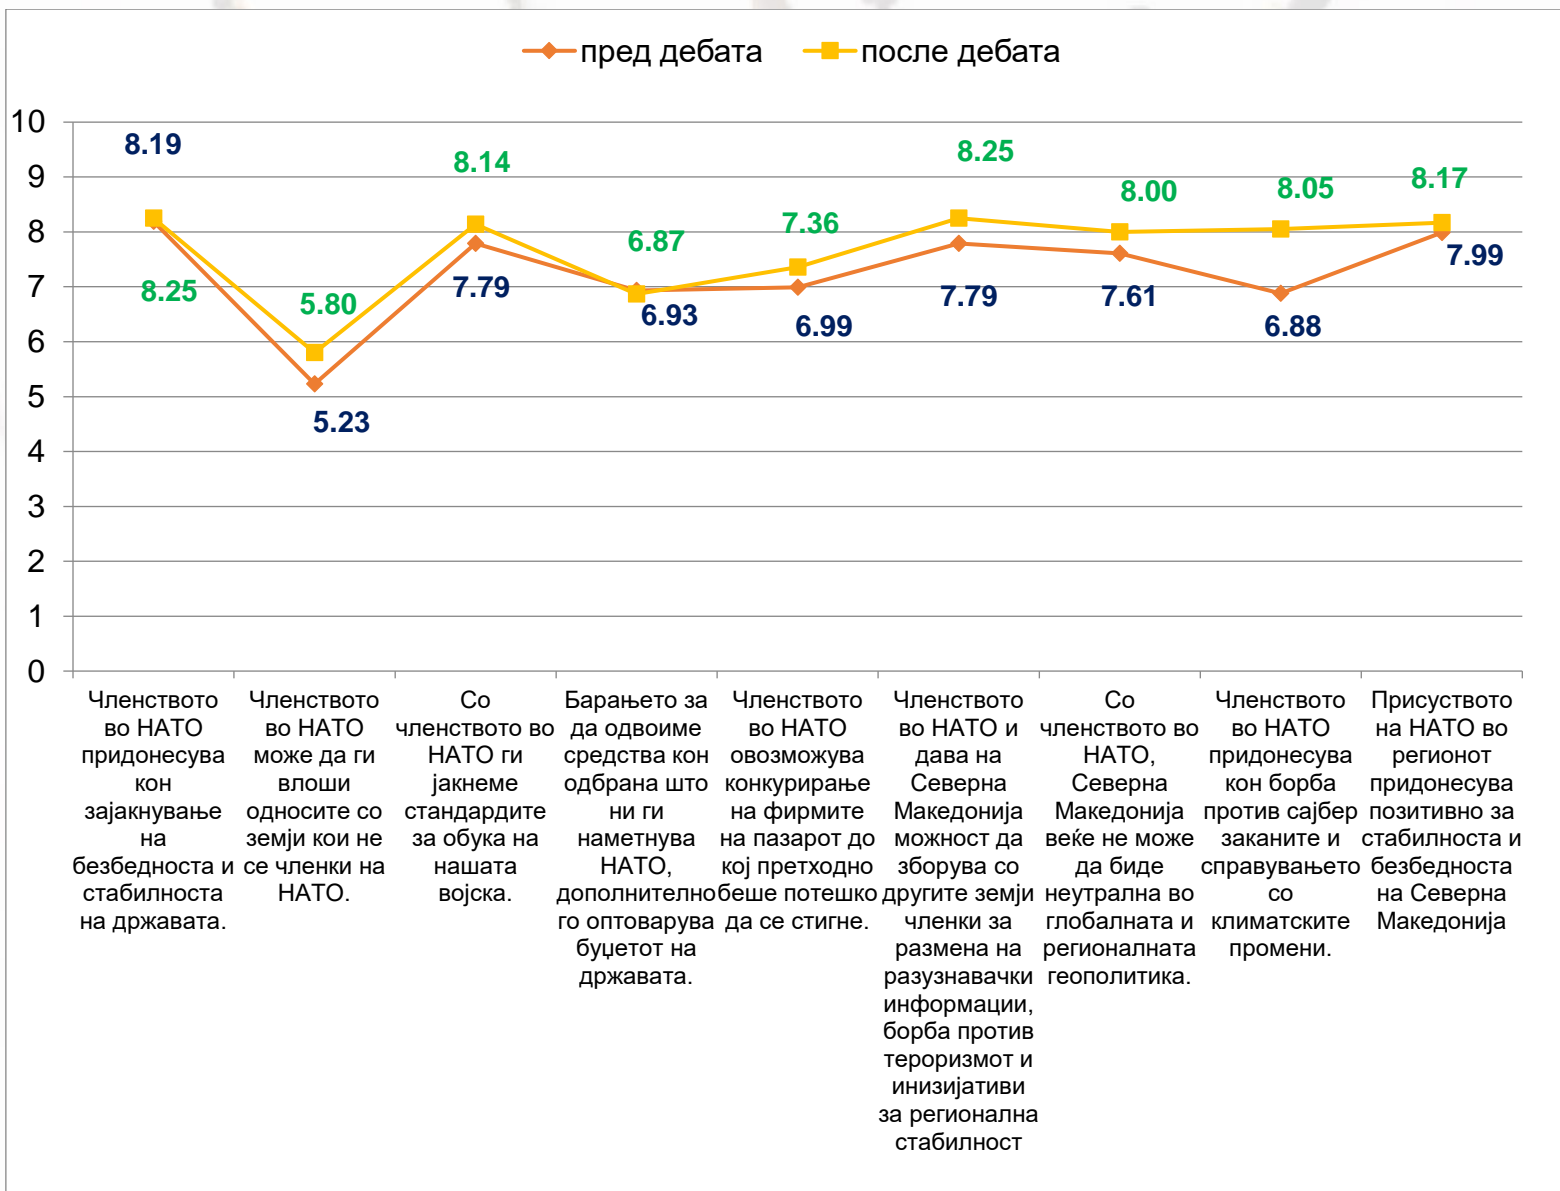 пред дебата
после дебата
10
9
8
7
6
5
4
3
2
1
0
8.19
8.25
5.80
5.23
8.14
7.79
6.87
6.93
7.36
6.99
8.25
7.79
8.00
7.61
8.05
6.88
8.17
7.99
Членството
во НАТО
придонесува
кон
зајакнување
на
безбедноста и
стабилноста
на државата.
Членството
во НАТО
може да ги
влоши
односите со
земји кои не
се членки на
НАТО.
Со
членството во
НАТО ги
јакнеме
стандардите
за обука на
нашата
војска.
Барањето за
да одвоиме
средства кон
одбрана што
ни ги
наметнува
НАТО,
дополнително
го оптоварува
буџетот на
државата.
Членството
во НАТО
овозможува
конкурирање
на фирмите
на пазарот до
кој претходно
беше потешко
да се стигне.
Членството
во НАТО и
дава на
Северна
Македонија
можност да
зборува со
другите земји
членки за
размена на
разузнавачки
информации,
борба против
тероризмот и
инизијативи
за регионална
стабилност
Со
членството во
НАТО,
Северна
Македонија
веќе не може
да биде
неутрална во
глобалната и
регионалната
геополитика.
Членството
во НАТО
придонесува
кон борба
против сајбер
заканите и
справувањето
со
климатските
промени.
Присуството
на НАТО во
регионот
придонесува
позитивно за
стабилноста и
безбедноста
на Северна
Македонија